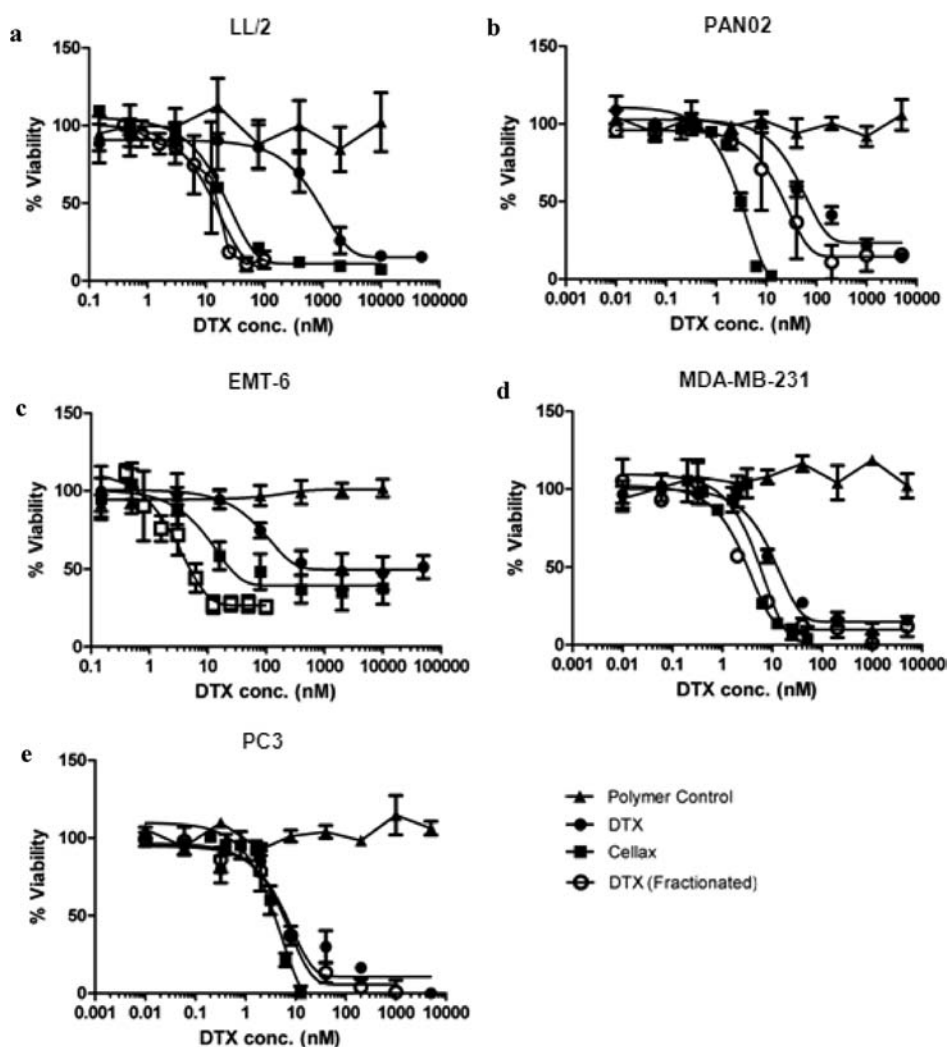 a
LL/2
150
100
50
0
% Viability
0.1 1 10 100 1000 10000 100000
DTX conc. (nM)
b
PAN02
150
100
50
0
% Viability
0.001 0.01 0.1 1 10 100 1000 10000
DTX conc. (nM)
c
EMT-6
150
100
50
0
% Viability
0.1 1 10 100 1000 10000 100000
DTX conc. (nM)
d
MDA-MB-231
150
100
50
0
% Viability
0.001 0.01 0.1 1 10 100 1000 10000
DTX conc. (nM)
e
PC3
150
100
50
0
% Viability
0.001 0.01 0.1 1 10 100 1000 10000
DTX conc. (nM)
Polymer Control
DTX
Cellax
DTX (Fractionated)